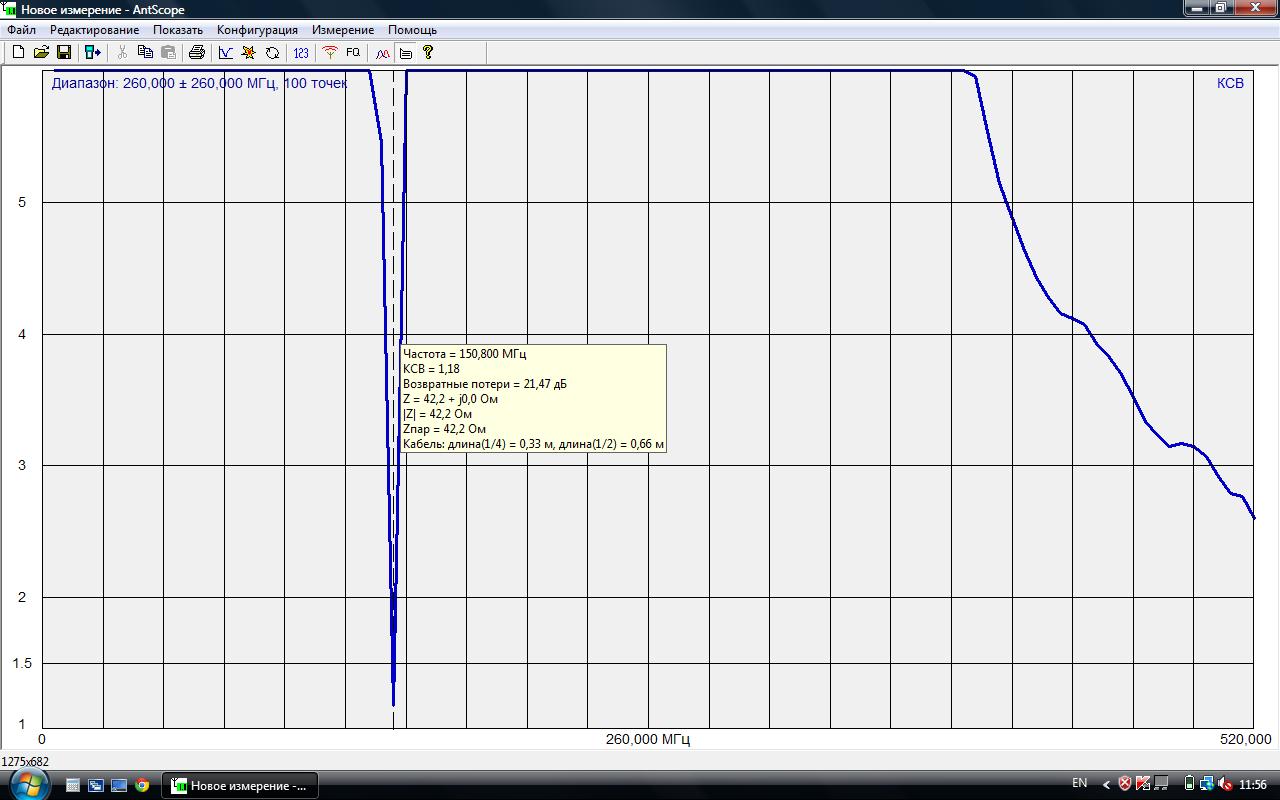 Новое измерение - AntScope
Файл Редактирование Показать Конфигурация Измерение Помощь
123 FQ ?
Диапазон: 260,000 ± 260,000 МГц, 100 точек
КСВ
5
4
Частота = 150,800 МГц
КСВ = 1,18
Возвратные потери = 21,47 дБ
Z = 42,2 + j0,0 Ом
|Z| = 42,2 Ом
Zпар = 42,2 Ом
Кабель: длина(1/4) = 0,33 м, длина(1/2) = 0,66 м
3
2
1.5
1
0 260,000 МГц 520,000
1275x682
Новое измерение -...
EN
11:56